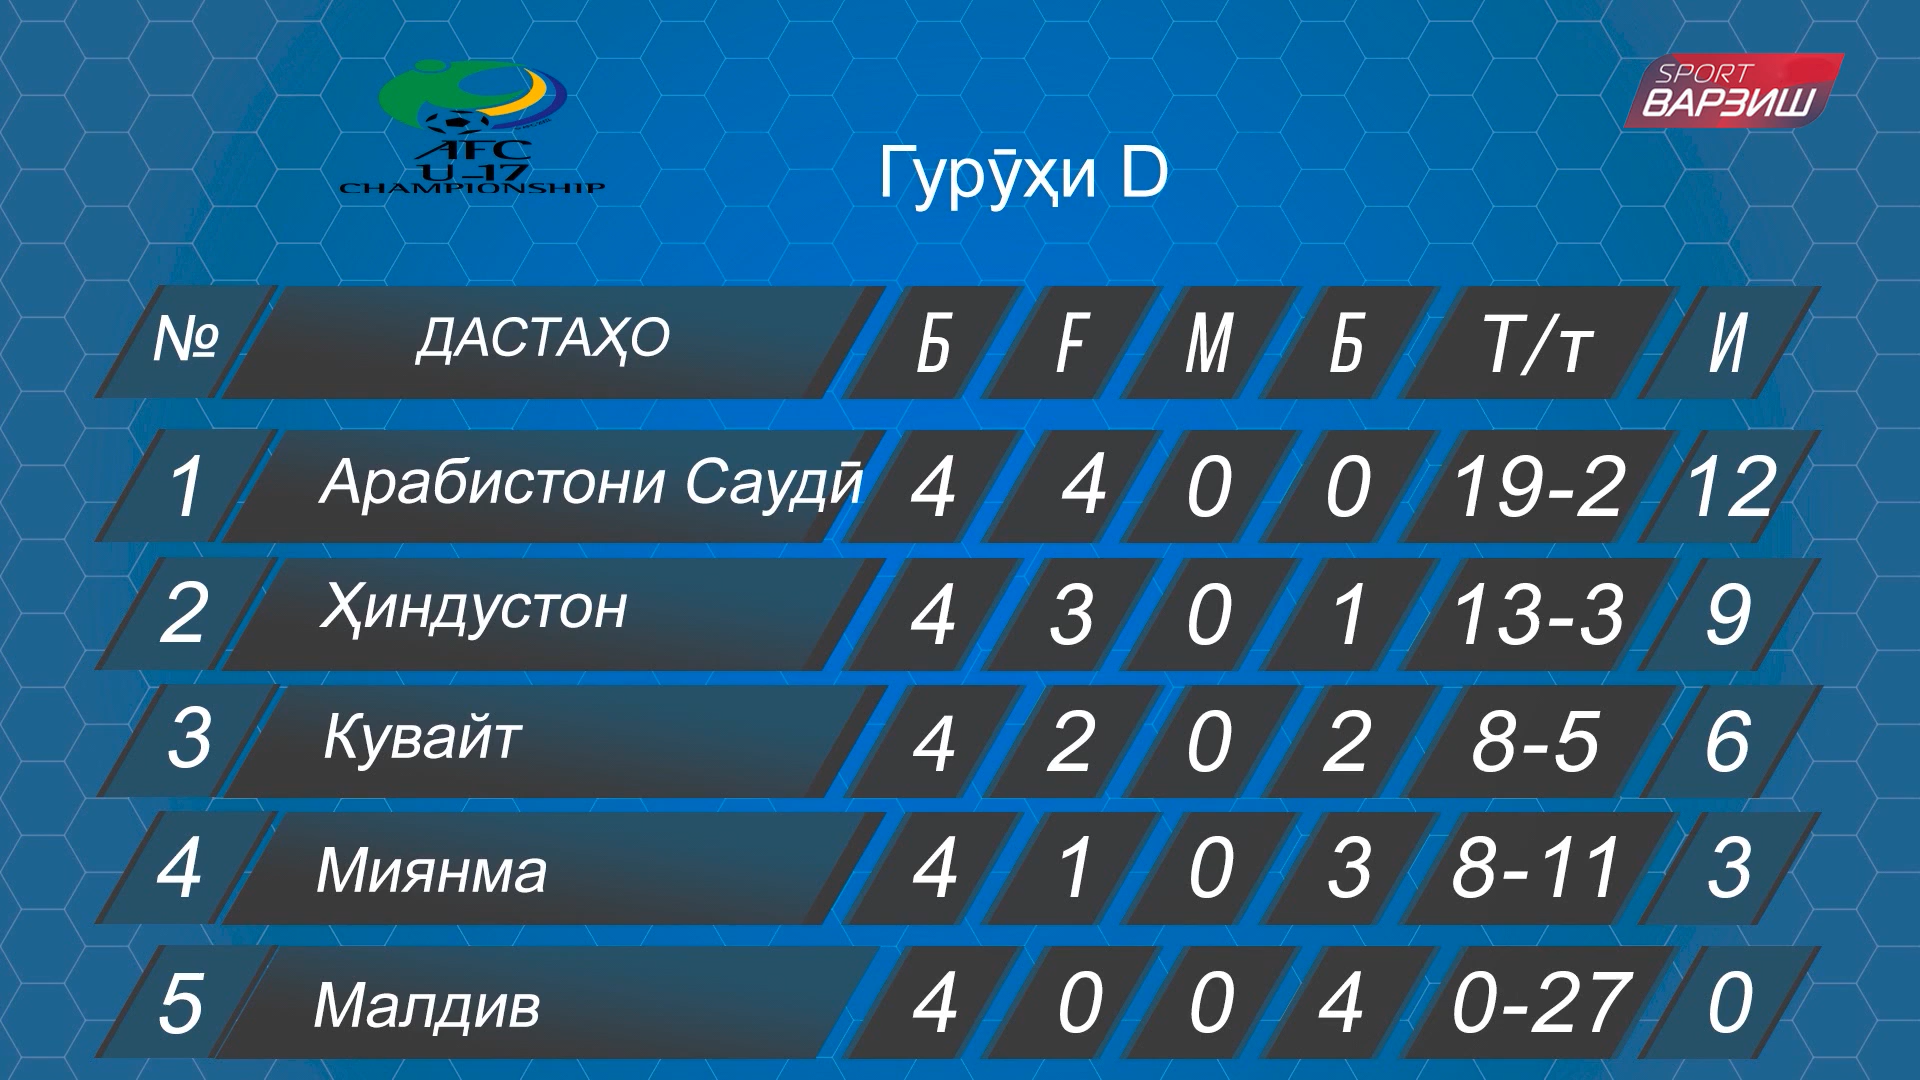 AFC
U-17
CHAMPIONSHIP
SPORT
ВАРЗИШ
Гурӯҳи D
№ ДАСТАҲО Б Ғ М Б Т/т И
1 Арабистони Саудӣ 4 4 0 0 19-2 12
2 Ҳиндустон 4 3 0 1 13-3 9
3 Кувайт 4 2 0 2 8-5 6
4 Миянма 4 1 0 3 8-11 3
5 Малдив 4 0 0 4 0-27 0